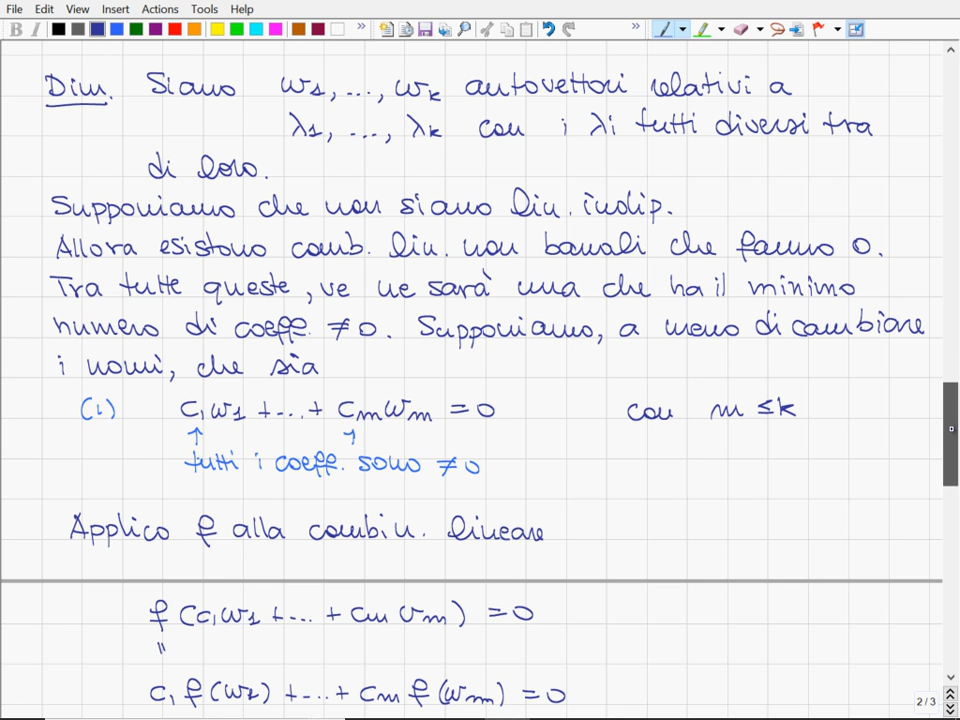 File Edit View Insert Actions Tools Help
B I
Dim. Siano w1, ..., wk autovettori relativi a
λ1, ..., λk con i λi tutti diversi tra
di loro.
Supponiamo che non siano lin. indip.
Allora esistono comb. lin. non banali che fanno 0.
Tra tutte queste, ve ne sarà una che ha il minimo
numero di coeff. ≠ 0. Supponiamo, a meno di cambiare
i nomi, che sia
(1) c1w1 + ... + cmwm = 0 con m ≤ k
↑ ↑
tutti i coeff. sono ≠ 0
Applico f alla combin. lineare
f (c1w1 + ... + cm vm) = 0
"
c1 f(w1) + ... + cm f(wm) = 0
2 / 3